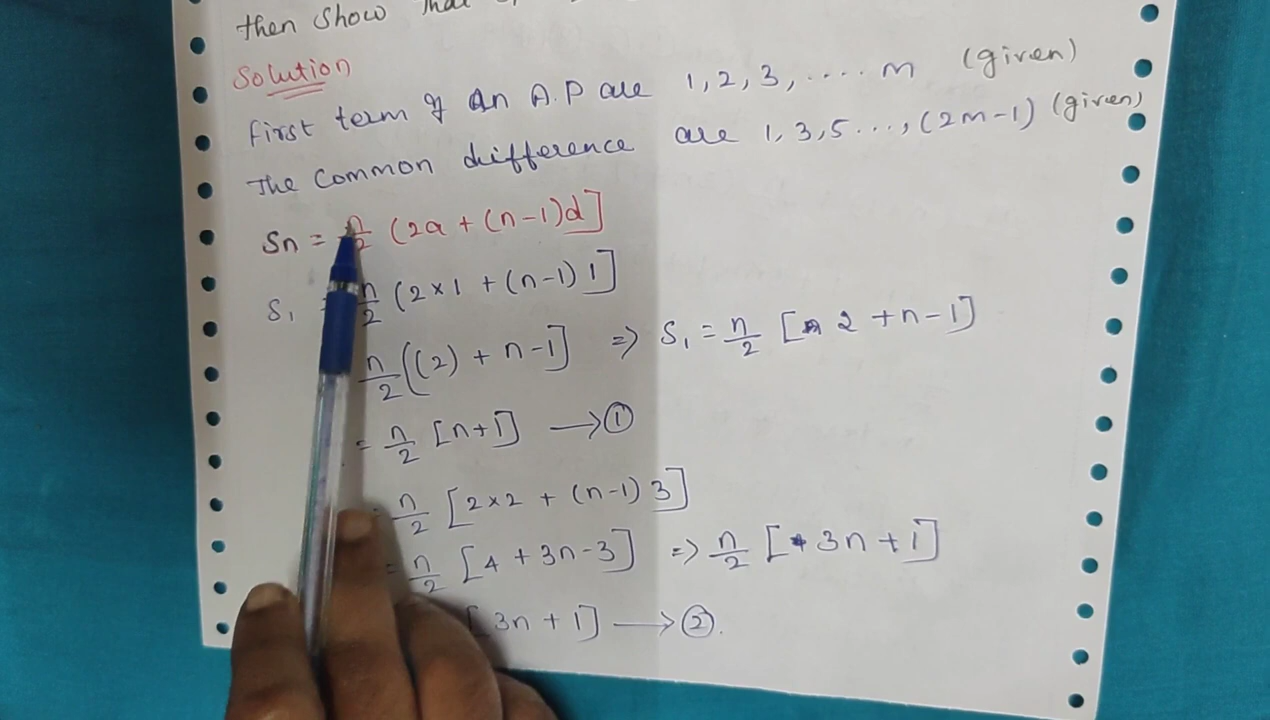 then show that
Solution
first term of an A.P are 1, 2, 3, .... m (given)
The common difference are 1, 3, 5..., (2m-1) (given)
Sn = n/2 (2a + (n-1)d]
S1 = n/2 (2×1 + (n-1) 1]
n/2 ((2) + n-1] => S1 = n/2 [2 + n-1]
= n/2 [n+1] → ①
= n/2 [2×2 + (n-1) 3]
= n/2 [4 + 3n-3] => n/2 [3n + 1]
[3n + 1] → ②.